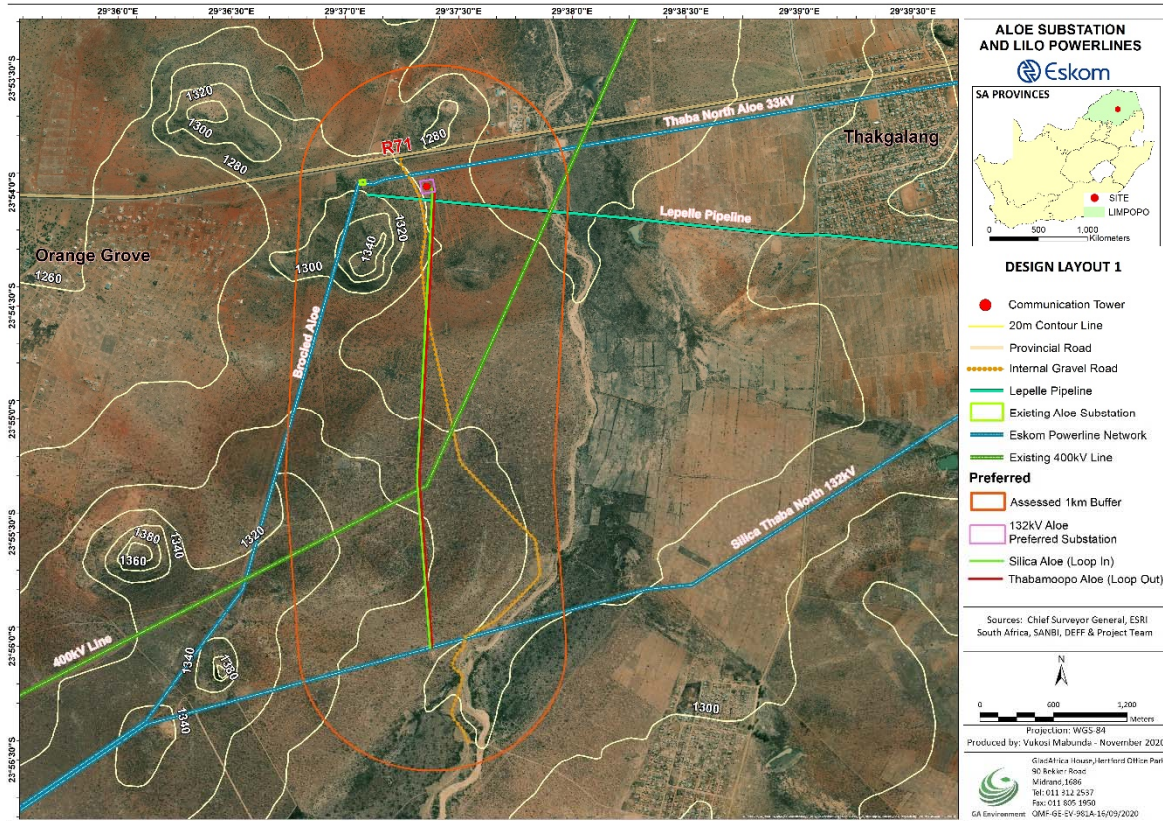 29°36'0"E
29°36'30"E
29°37'0"E
29°37'30"E
29°38'0"E
29°38'30"E
29°39'0"E
29°39'30"E
23°53'30"S
23°54'0"S
23°54'30"S
23°55'0"S
23°55'30"S
23°56'0"S
23°56'30"S
1320
1300
1280
1280
R71
Thaba North Aloe 33kV
Thakgalang
Lepelle Pipeline
Orange Grove
1260
1320
1340
1300
Brocied Aloe
1320
1380
1340
1360
Silica Thaba North 132kV
400kV Line
1340
1380
1340
1300
ALOE SUBSTATION
AND LILO POWERLINES
Eskom
SA PROVINCES
SITE
LIMPOPO
0 500 1,000
Kilometers
DESIGN LAYOUT 1
Communication Tower
20m Contour Line
Provincial Road
Internal Gravel Road
Lepelle Pipeline
Existing Aloe Substation
Eskom Powerline Network
Existing 400kV Line
Preferred
Assessed 1km Buffer
132kV Aloe
Preferred Substation
Silica Aloe (Loop In)
Thabamoopo Aloe (Loop Out)
Sources: Chief Surveyor General, ESRI
South Africa, SANBI, DEFF & Project Team
N
0 600 1,200
Meters
Projection: WGS-84
Produced by: Vukosi Mabunda - November 2020
GladAfrica House,Hertford Office Park
90 Bekker Road
Midrand,1686
Tel: 011 312 2537
Fax: 011 805 1950
GA Environment QMF-GE-EV-981A-16/09/2020